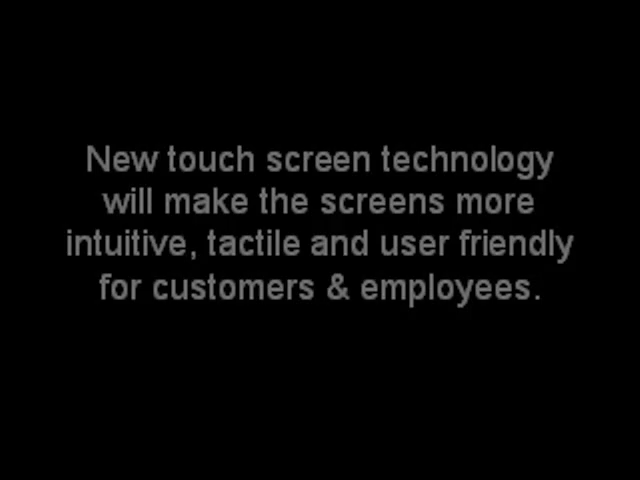 New touch screen technology
will make the screens more
intuitive, tactile and user friendly
for customers & employees.